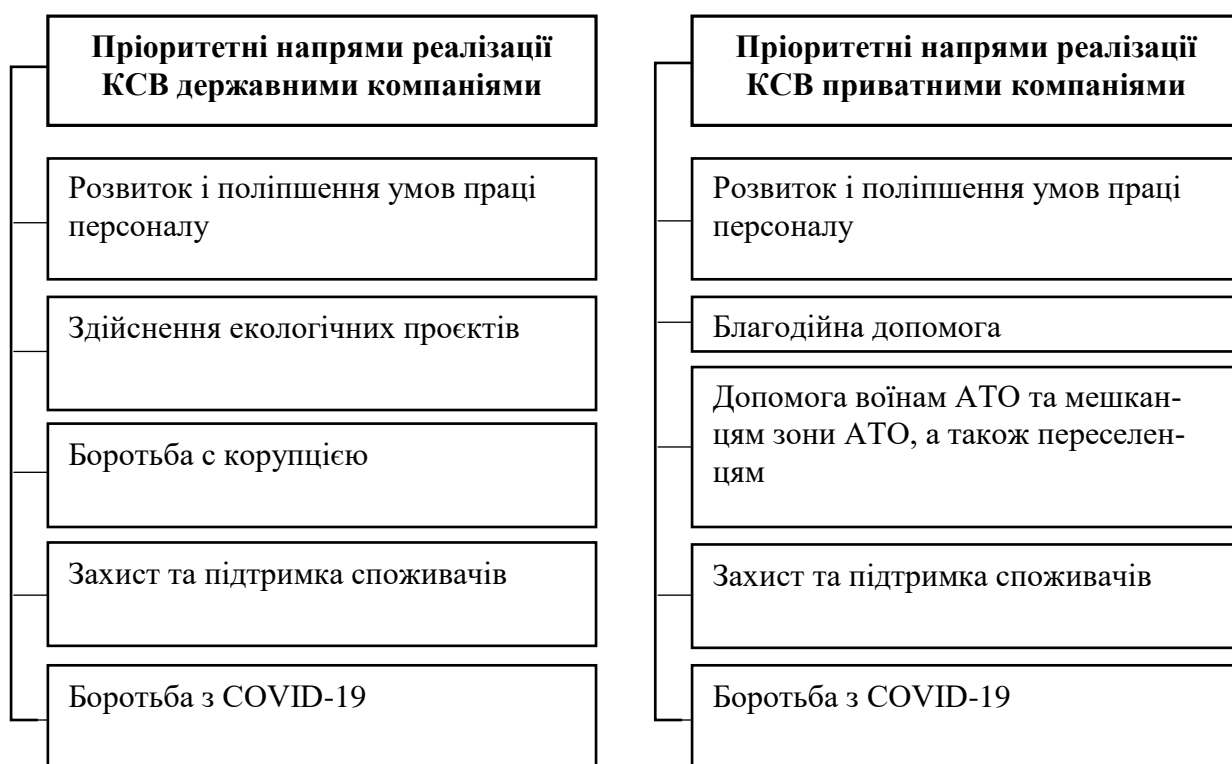 Пріоритетні напрями реалізації
КСВ державними компаніями
Розвиток і поліпшення умов праці
персоналу
Здійснення екологічних проєктів
Боротьба с корупцією
Захист та підтримка споживачів
Боротьба з COVID-19
Пріоритетні напрями реалізації
КСВ приватними компаніями
Розвиток і поліпшення умов праці
персоналу
Благодійна допомога
Допомога воїнам АТО та мешкан-
цям зони АТО, а також переселен-
цям
Захист та підтримка споживачів
Боротьба з COVID-19